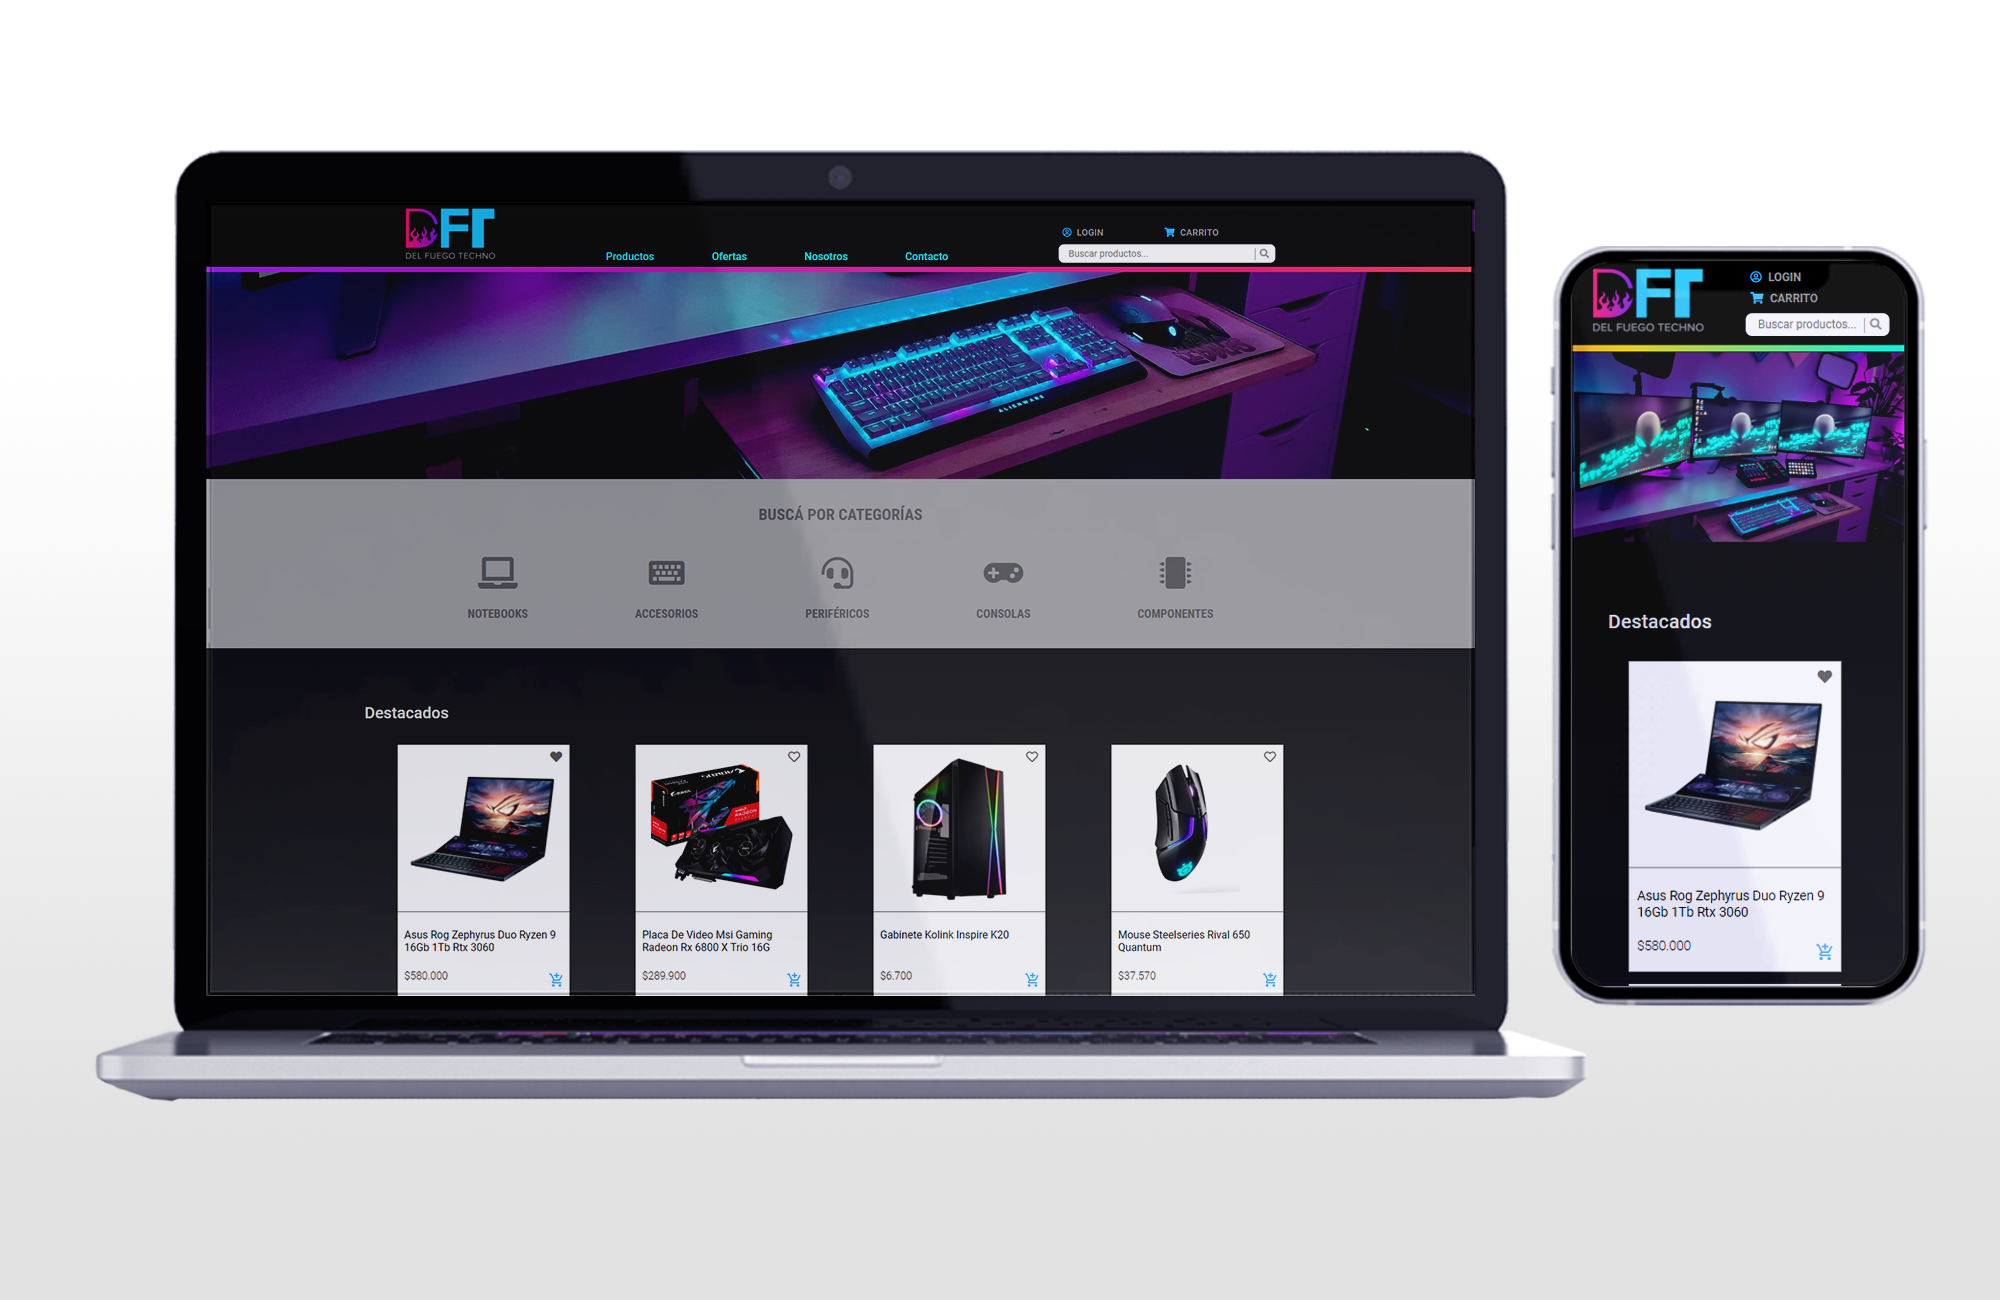 DFT
DEL FUEGO TECHNO
Productos
Ofertas
Nosotros
Contacto
LOGIN
CARRITO
Buscar productos...
ALIENWARE
BUSCÁ POR CATEGORÍAS
NOTEBOOKS
ACCESORIOS
PERIFÉRICOS
CONSOLAS
COMPONENTES
Destacados
Asus Rog Zephyrus Duo Ryzen 9
16Gb 1Tb Rtx 3060
$580.000
RADEON
Placa De Video Msi Gaming
Radeon Rx 6800 X Trio 16G
$289.900
Gabinete Kolink Inspire K20
$6.700
Mouse Steelseries Rival 650
Quantum
$37.570
DFT
DEL FUEGO TECHNO
LOGIN
CARRITO
Buscar productos...
Destacados
Asus Rog Zephyrus Duo Ryzen 9
16Gb 1Tb Rtx 3060
$580.000